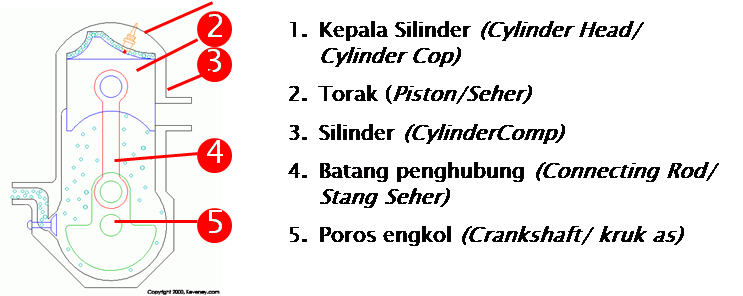 2
3
4
5
Copyright 2000, Keveney.com
1. Kepala Silinder (Cylinder Head/
Cylinder Cop)
2. Torak (Piston/Seher)
3. Silinder (CylinderComp)
4. Batang penghubung (Connecting Rod/
Stang Seher)
5. Poros engkol (Crankshaft/ kruk as)